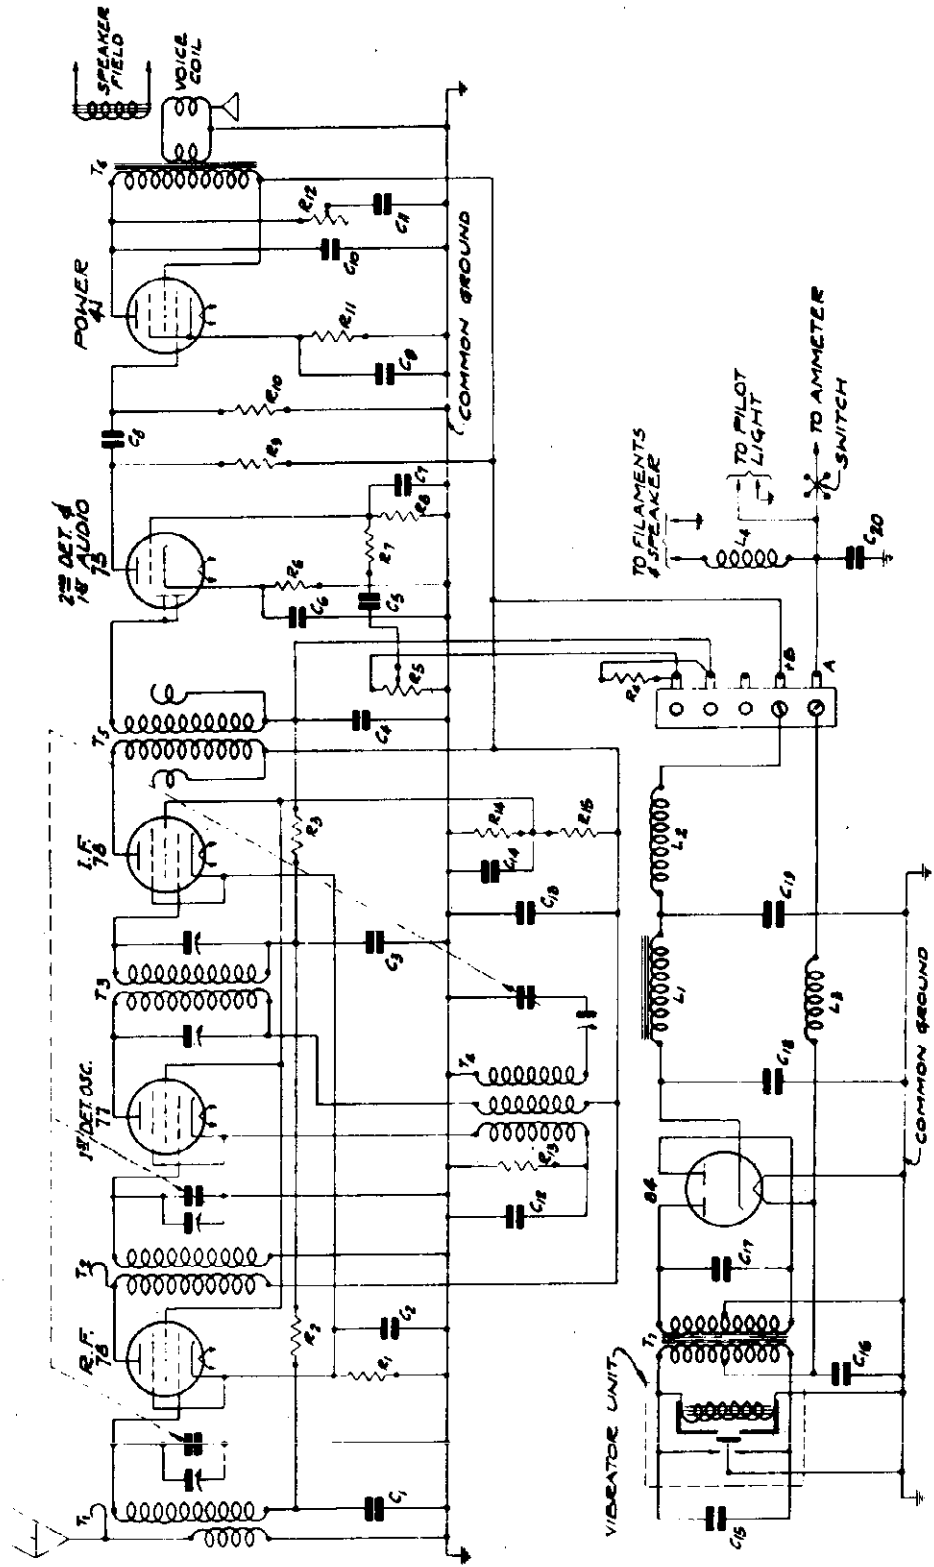 T1
R.F.
78
T2
1ST DET. OSC.
77
T3
I.F.
78
T5
2ND DET. &
1ST AUDIO
75
POWER
41
T6
SPEAKER
FIELD
VOICE
COIL
C1
R1
C2
R2
C3
R3
C4
R5
C5
C6
R6
R7
R8
C7
R9
C8
R10
C8
R11
C10
R12
C11
COMMON GROUND
C12
R13
T4
C13
C14
R14
R15
R4
TO FILAMENTS
& SPEAKER
TO PILOT
LIGHT
L4
TO AMMETER
SWITCH
C20
+B
A
VIBRATOR UNIT
C15
T7
C16
C17
84
C18
L1
C19
L2
L3
COMMON GROUND